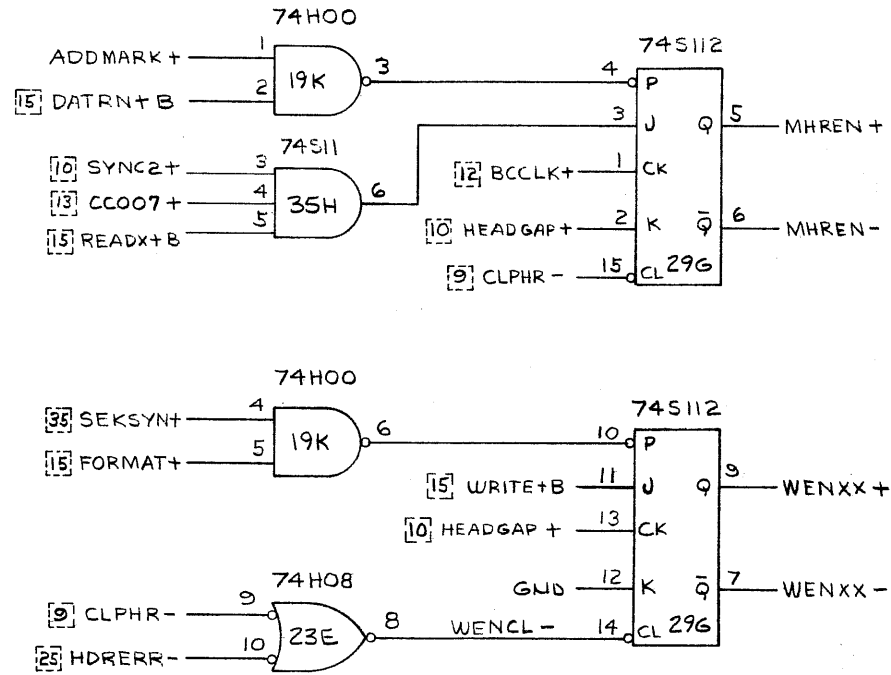 74H00
ADDMARK+ 1
[15] DATRN+B 2
19K 3
74S11
[10] SYNC2+ 3
[13] CC007+ 4
[15] READX+B 5
35H 6
74S112
4 P
3 J Q 5 MHREN+
[12] BCCLK+ 1 CK
[10] HEADGAP+ 2 K Q̅ 6 MHREN-
[9] CLPHR- 15 CL 29G
74H00
[35] SEKSYN+ 4
[15] FORMAT+ 5
19K 6
74S112
10 P
[15] WRITE+B 11 J Q 9 WENXX+
[10] HEADGAP+ 13 CK
GND 12 K Q̅ 7 WENXX-
74H08
[9] CLPHR- 9
[25] HDRERR- 10
23E 8 WENCL- 14 CL 29G